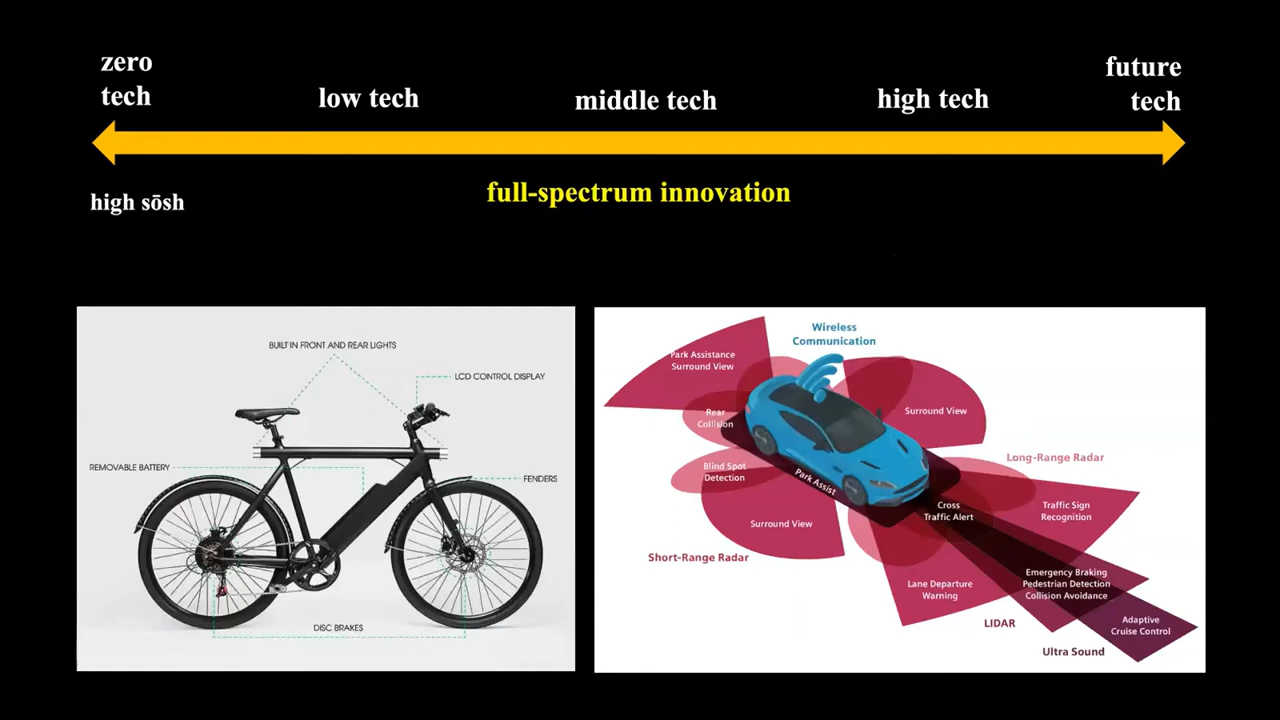 zero
tech
low tech
middle tech
high tech
future
tech
high sōsh
full-spectrum innovation
BUILT IN FRONT AND REAR LIGHTS
LCD CONTROL DISPLAY
REMOVABLE BATTERY
FENDERS
DISC BRAKES
Wireless
Communication
Park Assistance
Surround View
Rear
Collision
Surround View
Blind Spot
Detection
Park Assist
Long-Range Radar
Cross
Traffic Alert
Traffic Sign
Recognition
Surround View
Short-Range Radar
Lane Departure
Warning
Emergency Braking
Pedestrian Detection
Collision Avoidance
LIDAR
Adaptive
Cruise Control
Ultra Sound